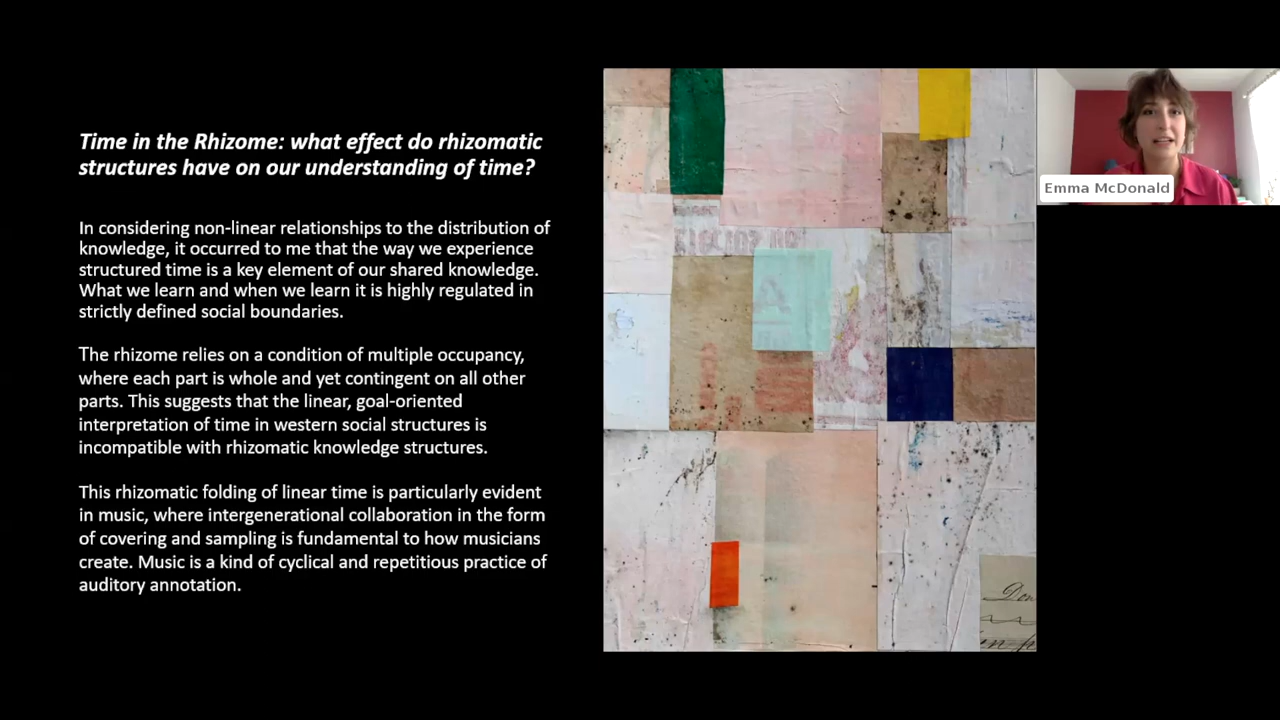 Time in the Rhizome: what effect do rhizomatic
structures have on our understanding of time?
In considering non-linear relationships to the distribution of
knowledge, it occurred to me that the way we experience
structured time is a key element of our shared knowledge.
What we learn and when we learn it is highly regulated in
strictly defined social boundaries.
The rhizome relies on a condition of multiple occupancy,
where each part is whole and yet contingent on all other
parts. This suggests that the linear, goal-oriented
interpretation of time in western social structures is
incompatible with rhizomatic knowledge structures.
This rhizomatic folding of linear time is particularly evident
in music, where intergenerational collaboration in the form
of covering and sampling is fundamental to how musicians
create. Music is a kind of cyclical and repetitious practice of
auditory annotation.
A
Emma McDonald